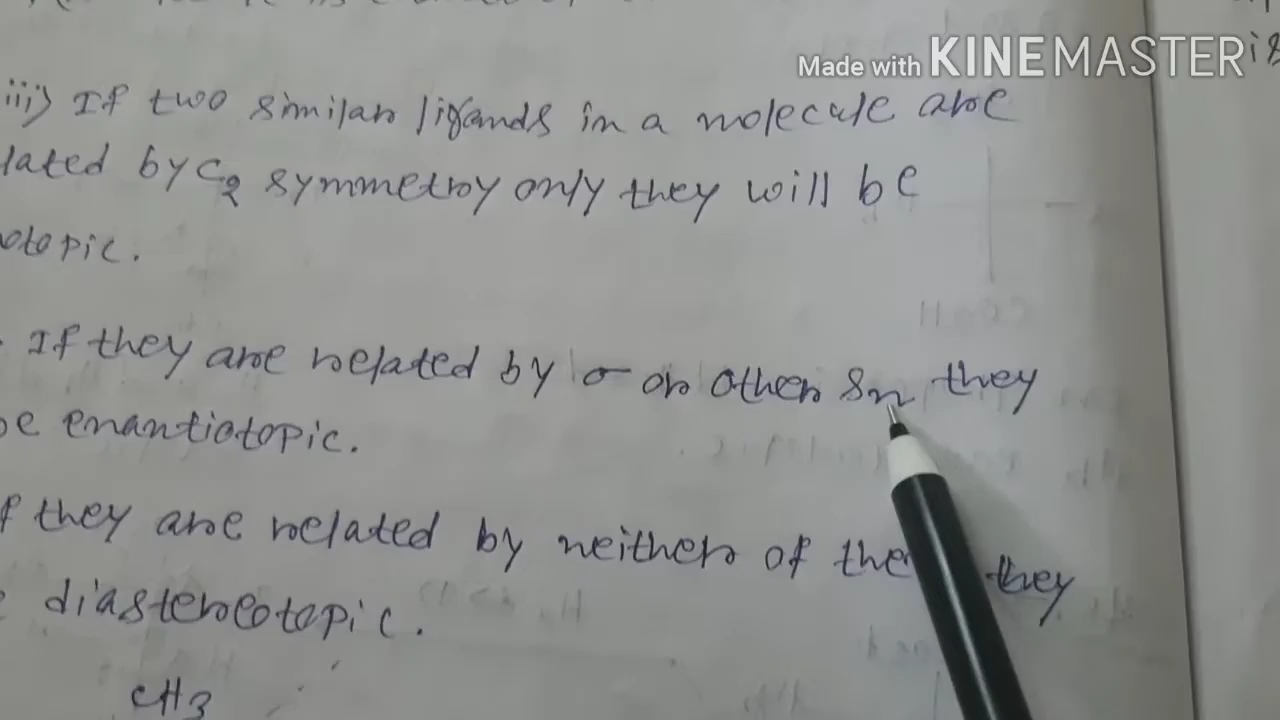 Made with KINEMASTER
iii) If two similar ligands in a molecule are
lated by C2 symmetry only they will be
otopic.
If they are related by σ or other Sn they
be enantiotopic.
f they are related by neither of the they
diastereotopic.
CH3